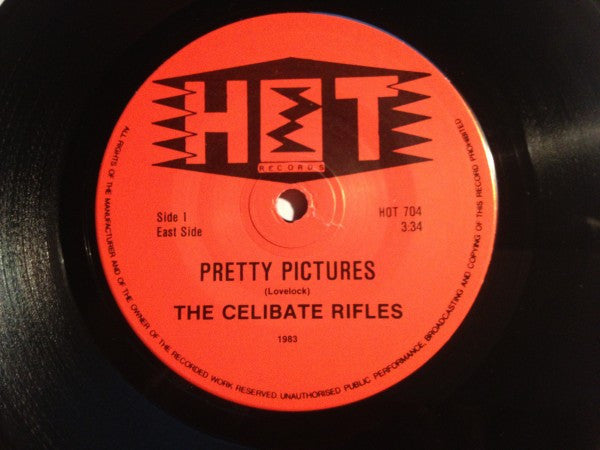 HOT
RECORDS
Side 1
East Side
HOT 704
3:34
PRETTY PICTURES
(Lovelock)
THE CELIBATE RIFLES
1983
ALL RIGHTS OF THE MANUFACTURER AND OF THE OWNER OF THE RECORDED WORK RESERVED UNAUTHORISED PUBLIC PERFORMANCE, BROADCASTING AND COPYING OF THIS RECORD PROHIBITED